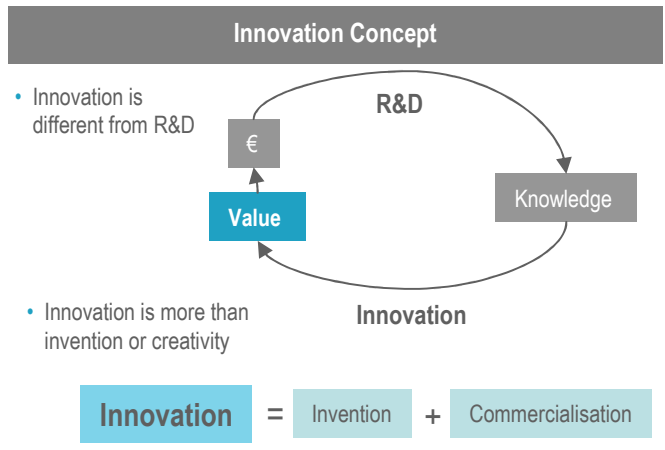 Innovation Concept
• Innovation is
different from R&D
R&D
€
Value
Knowledge
Innovation
• Innovation is more than
invention or creativity
Innovation = Invention + Commercialisation